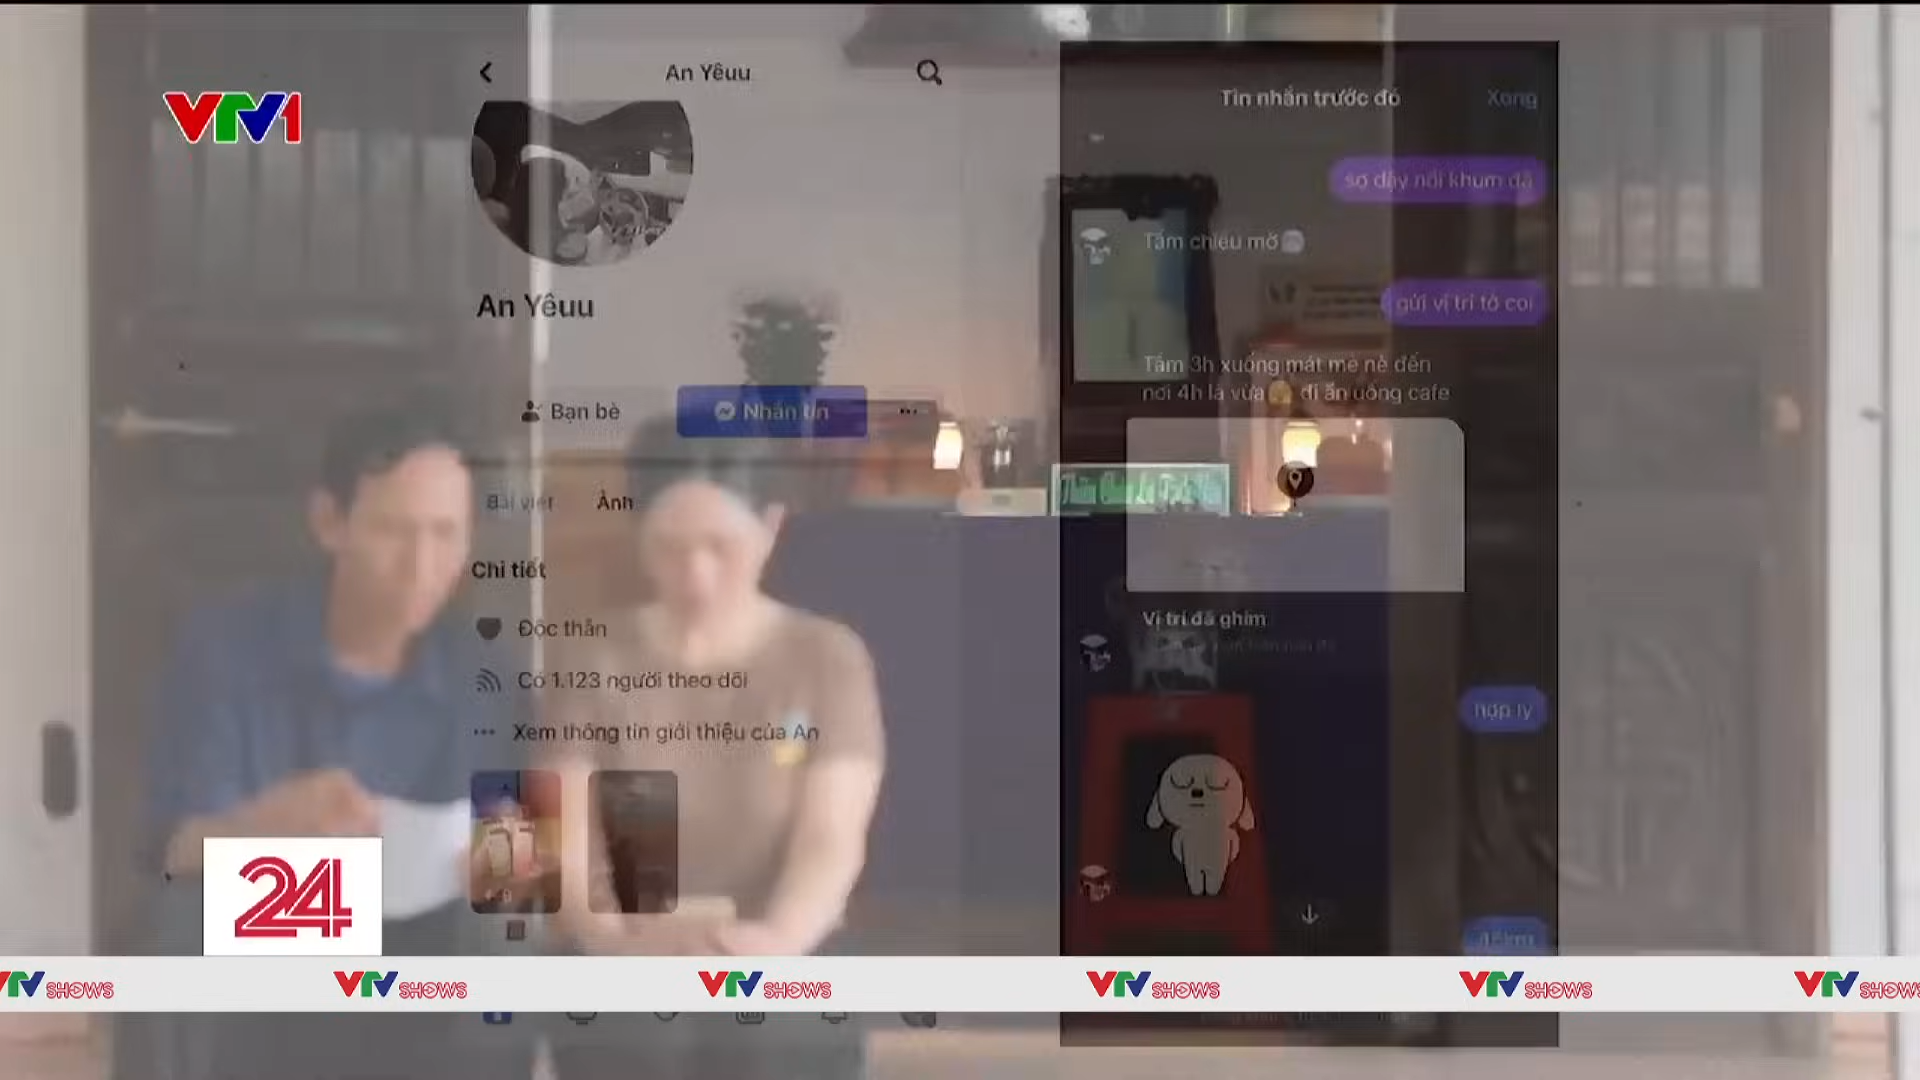 VTV1
An Yêuu
An Yêuu
Bạn bè
Nhắn tin
Bài viết
Ảnh
Chi tiết
Độc thân
Có 1.123 người theo dõi
Xem thông tin giới thiệu của An
Tin nhắn trước đó
Xong
sợ dậy nổi khum đã
Tầm chiều mờ
gửi vị trí tớ coi
Tầm 3h xuống mát mẻ nè đến
nơi 4h là vừa đi ăn uống cafe
Vị trí đã ghim
hợp lý
24
VTV SHOWS
VTV SHOWS
VTV SHOWS
VTV SHOWS
VTV SHOWS
VTV SHOWS